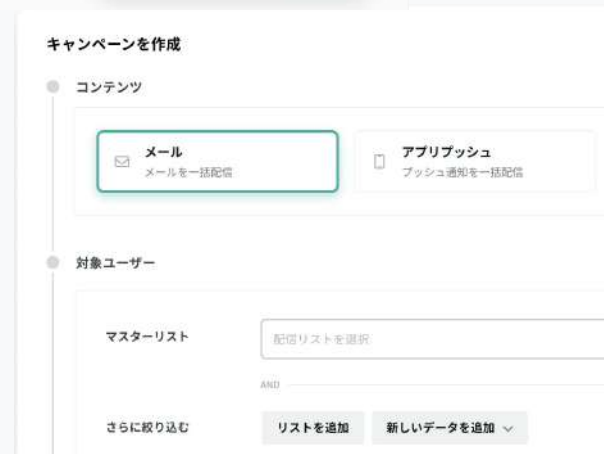 キャンペーンを作成
コンテンツ
メール
メールを一括配信
アプリプッシュ
プッシュ通知を一括配信
対象ユーザー
マスターリスト
配信リストを選択
AND
さらに絞り込む
リストを追加
新しいデータを追加